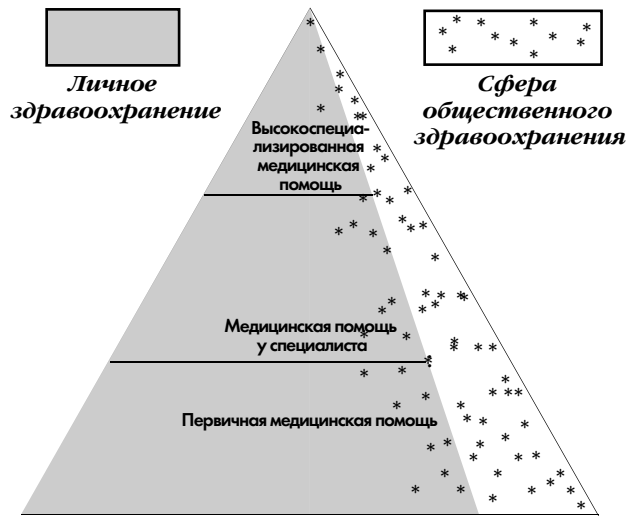 Личное
здравоохранение
Сфера
общественного
здравоохранения
Высокоспециа-
лизированная
медицинская
помощь
Медицинская помощь
у специалиста
Первичная медицинская помощь